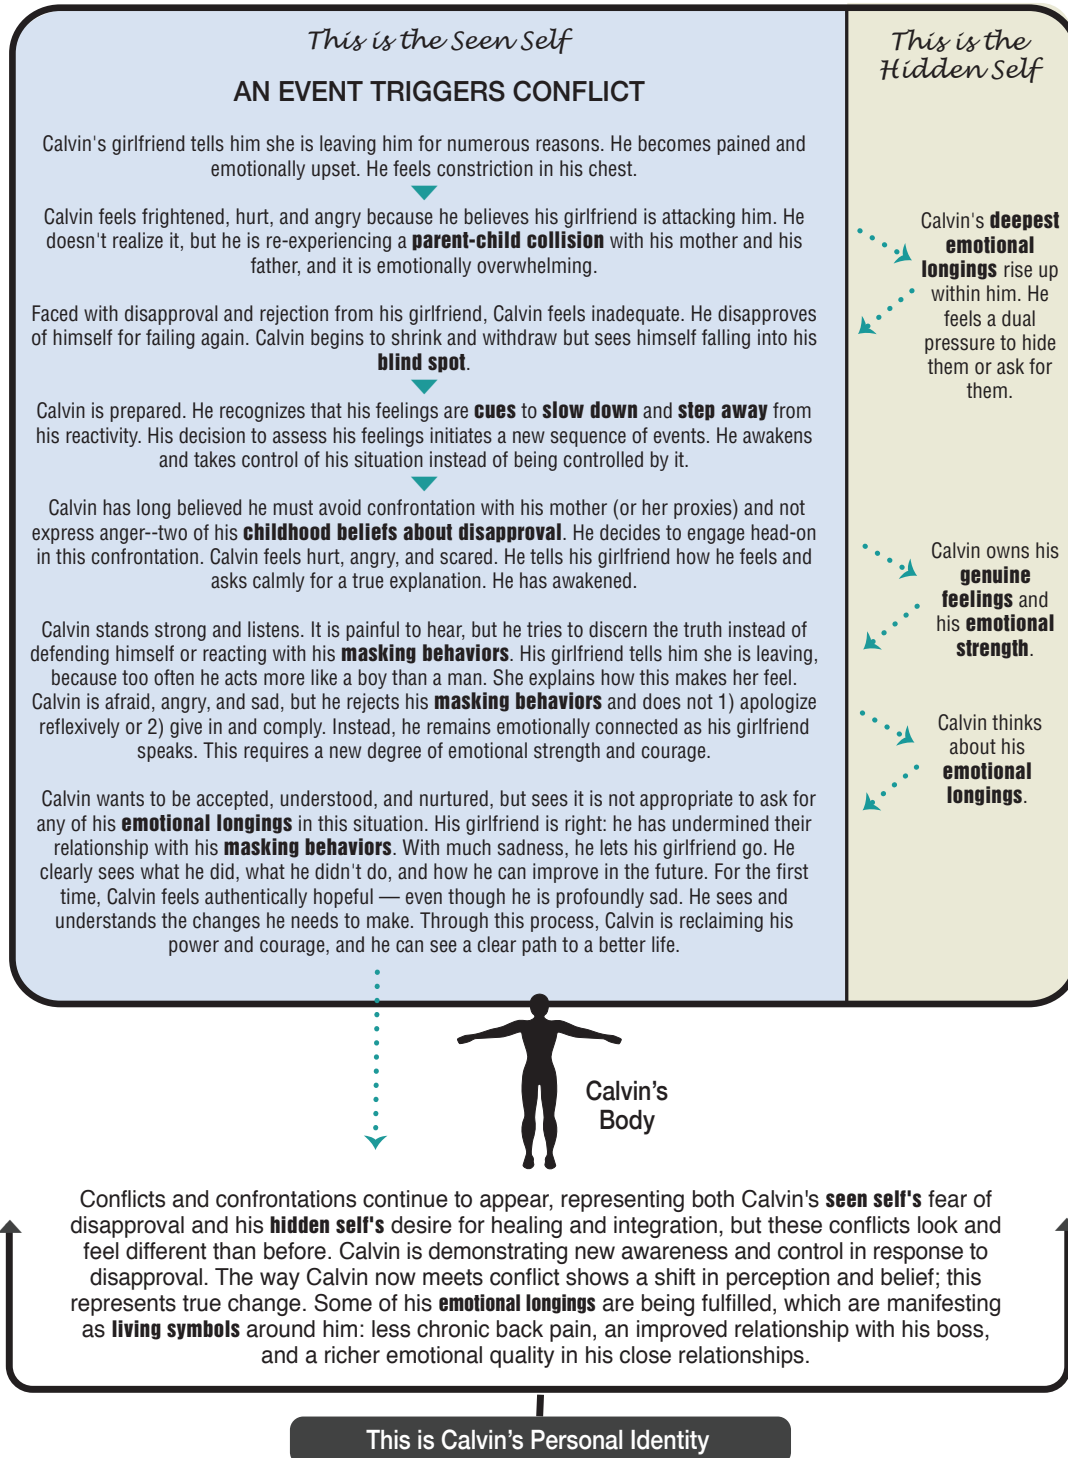 This is the Seen Self
AN EVENT TRIGGERS CONFLICT
Calvin's girlfriend tells him she is leaving him for numerous reasons. He becomes pained and
emotionally upset. He feels constriction in his chest.
Calvin feels frightened, hurt, and angry because he believes his girlfriend is attacking him. He
doesn't realize it, but he is re-experiencing a parent-child collision with his mother and his
father, and it is emotionally overwhelming.
Faced with disapproval and rejection from his girlfriend, Calvin feels inadequate. He disapproves
of himself for failing again. Calvin begins to shrink and withdraw but sees himself falling into his
blind spot.
Calvin is prepared. He recognizes that his feelings are cues to slow down and step away from
his reactivity. His decision to assess his feelings initiates a new sequence of events. He awakens
and takes control of his situation instead of being controlled by it.
Calvin has long believed he must avoid confrontation with his mother (or her proxies) and not
express anger--two of his childhood beliefs about disapproval. He decides to engage head-on
in this confrontation. Calvin feels hurt, angry, and scared. He tells his girlfriend how he feels and
asks calmly for a true explanation. He has awakened.
Calvin stands strong and listens. It is painful to hear, but he tries to discern the truth instead of
defending himself or reacting with his masking behaviors. His girlfriend tells him she is leaving,
because too often he acts more like a boy than a man. She explains how this makes her feel.
Calvin is afraid, angry, and sad, but he rejects his masking behaviors and does not 1) apologize
reflexively or 2) give in and comply. Instead, he remains emotionally connected as his girlfriend
speaks. This requires a new degree of emotional strength and courage.
Calvin wants to be accepted, understood, and nurtured, but sees it is not appropriate to ask for
any of his emotional longings in this situation. His girlfriend is right: he has undermined their
relationship with his masking behaviors. With much sadness, he lets his girlfriend go. He
clearly sees what he did, what he didn't do, and how he can improve in the future. For the first
time, Calvin feels authentically hopeful — even though he is profoundly sad. He sees and
understands the changes he needs to make. Through this process, Calvin is reclaiming his
power and courage, and he can see a clear path to a better life.
This is the
Hidden Self
Calvin's deepest
emotional
longings rise up
within him. He
feels a dual
pressure to hide
them or ask for
them.
Calvin owns his
genuine
feelings and
his emotional
strength.
Calvin thinks
about his
emotional
longings.
Calvin's
Body
Conflicts and confrontations continue to appear, representing both Calvin's seen self's fear of
disapproval and his hidden self's desire for healing and integration, but these conflicts look and
feel different than before. Calvin is demonstrating new awareness and control in response to
disapproval. The way Calvin now meets conflict shows a shift in perception and belief; this
represents true change. Some of his emotional longings are being fulfilled, which are manifesting
as living symbols around him: less chronic back pain, an improved relationship with his boss,
and a richer emotional quality in his close relationships.
This is Calvin's Personal Identity